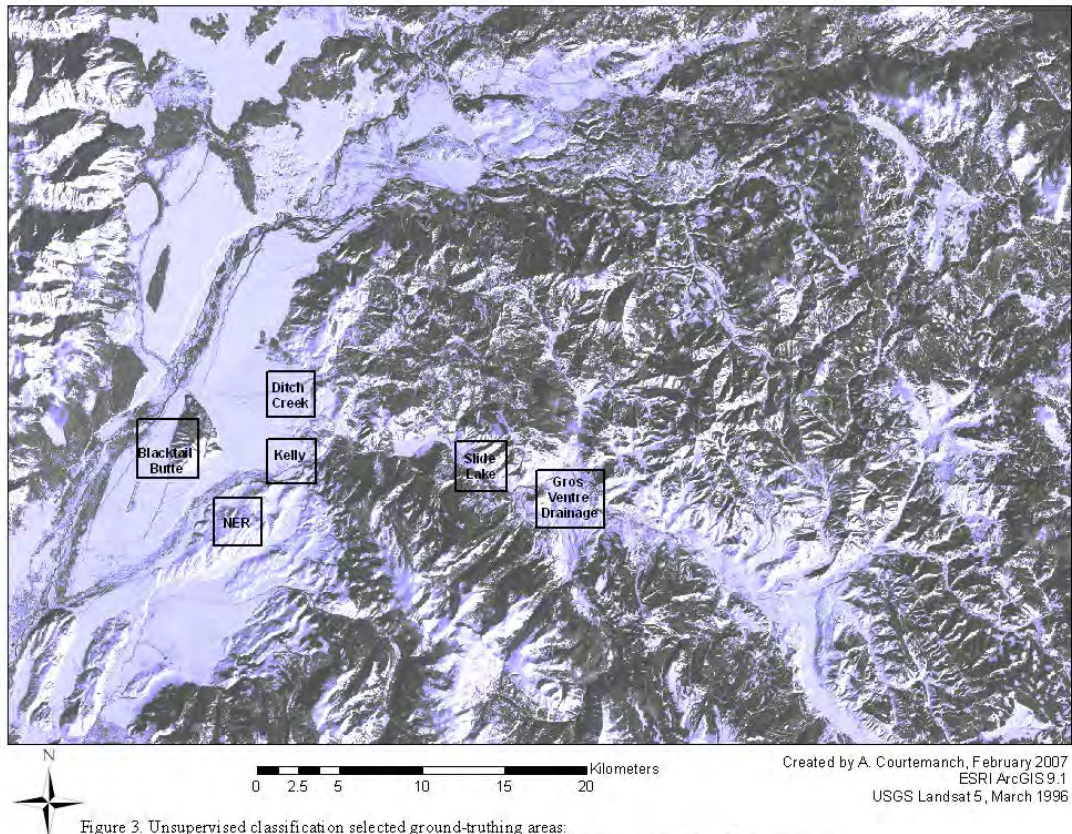 Ditch
Creek
Blacktail
Butte
Kelly
Slide
Lake
Gros
Ventre
Drainage
NER
N
Kilometers
0 2.5 5 10 15 20
Created by A. Courtemanch, February 2007
ESRI ArcGIS 9.1
USGS Landsat 5, March 1996
Figure 3. Unsupervised classification selected ground-truthing areas: